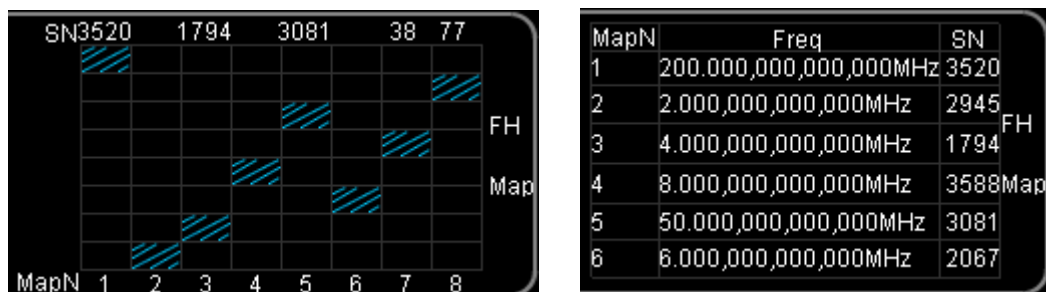 SN3520 1794 3081 38 77
FH
Map
MapN 1 2 3 4 5 6 7 8
MapN Freq SN
1 200.000,000,000,000MHz 3520
2 2.000,000,000,000MHz 2945
FH
3 4.000,000,000,000MHz 1794
4 8.000,000,000,000MHz 3588
Map
5 50.000,000,000,000MHz 3081
6 6.000,000,000,000MHz 2067